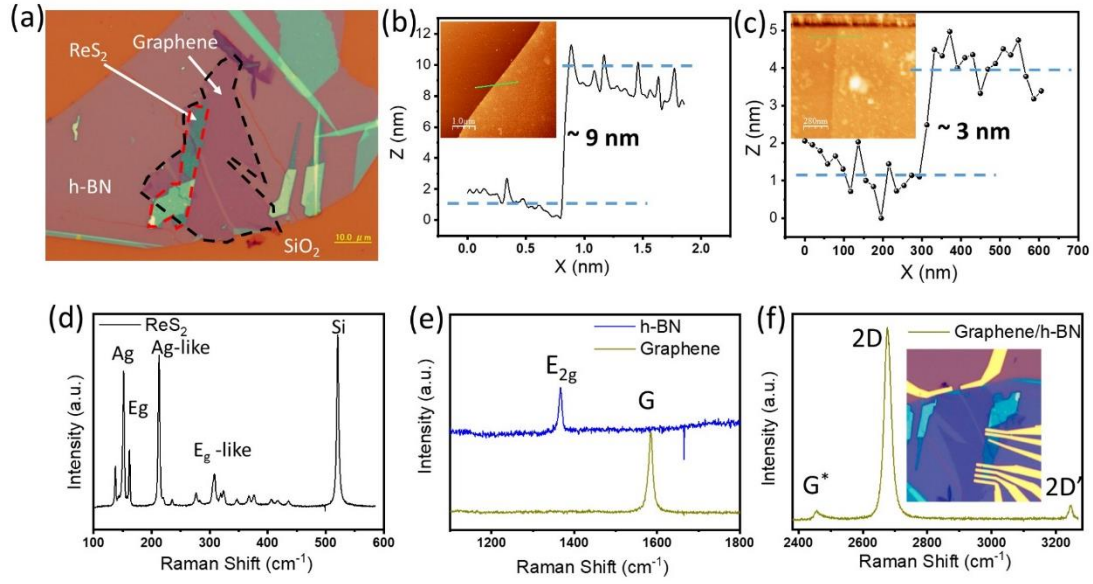 (a)
ReS2
Graphene
h-BN
SiO2
10.0 μm
(b)
Z (nm)
12
10
8
6
4
2
0
1.0μm
~ 9 nm
0.0 0.5 1.0 1.5 2.0
X (nm)
(c)
Z (nm)
5
4
3
2
1
0
280nm
~ 3 nm
0 100 200 300 400 500 600 700
X (nm)
(d)
ReS2
Ag
Ag-like
Si
Eg
Eg -like
Intensity (a.u.)
100 200 300 400 500 600
Raman Shift (cm-1)
(e)
h-BN
Graphene
E2g
G
Intensity (a.u.)
1200 1400 1600 1800
Raman Shift (cm-1)
(f)
Graphene/h-BN
2D
G*
2D'
Intensity (a.u.)
2400 2600 2800 3000 3200
Raman Shift (cm-1)